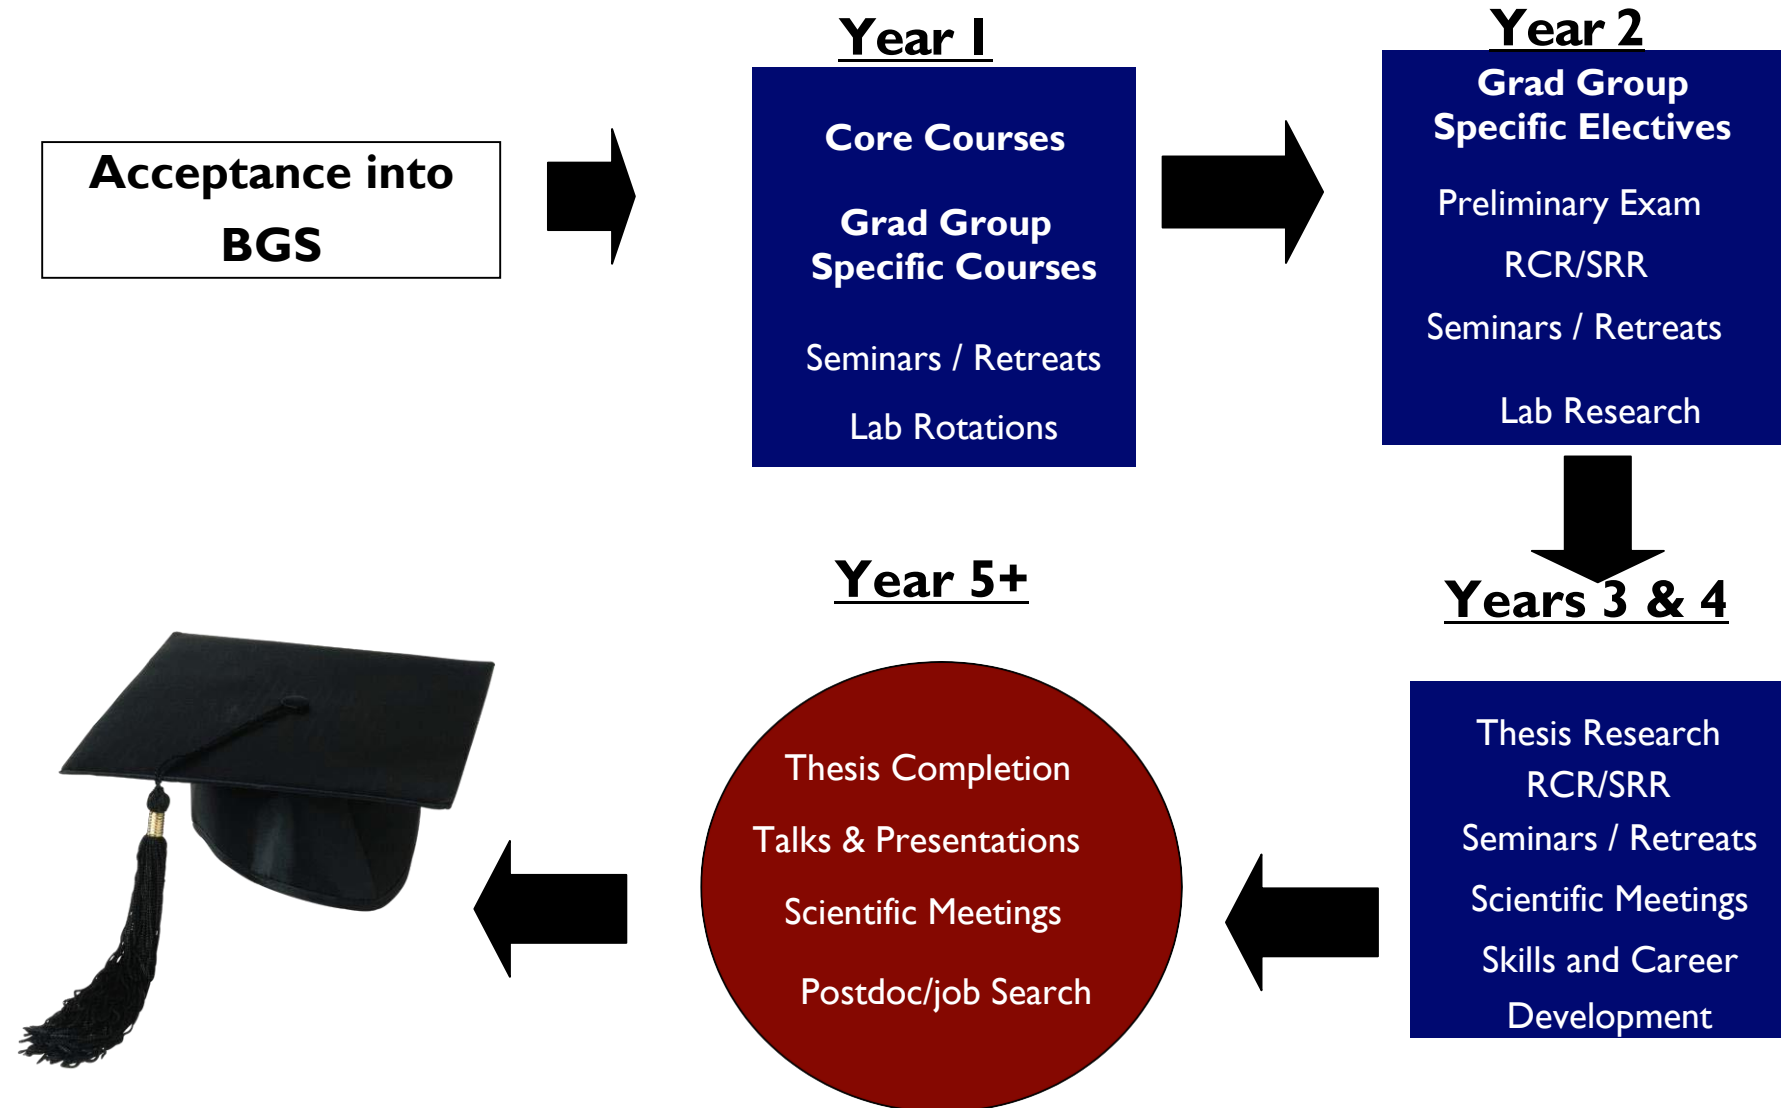 Acceptance into
BGS
Year 1
Core Courses
Grad Group
Specific Courses
Seminars / Retreats
Lab Rotations
Year 2
Grad Group
Specific Electives
Preliminary Exam
RCR/SRR
Seminars / Retreats
Lab Research
Years 3 & 4
Thesis Research
RCR/SRR
Seminars / Retreats
Scientific Meetings
Skills and Career
Development
Year 5+
Thesis Completion
Talks & Presentations
Scientific Meetings
Postdoc/job Search